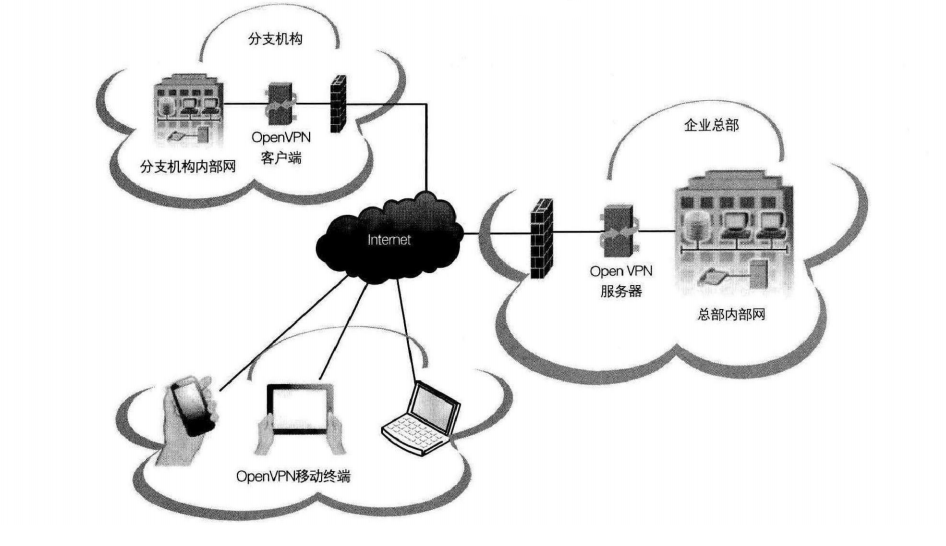 分支机构
OpenVPN
客户端
分支机构内部网
Internet
企业总部
Open VPN
服务器
总部内部网
OpenVPN移动终端